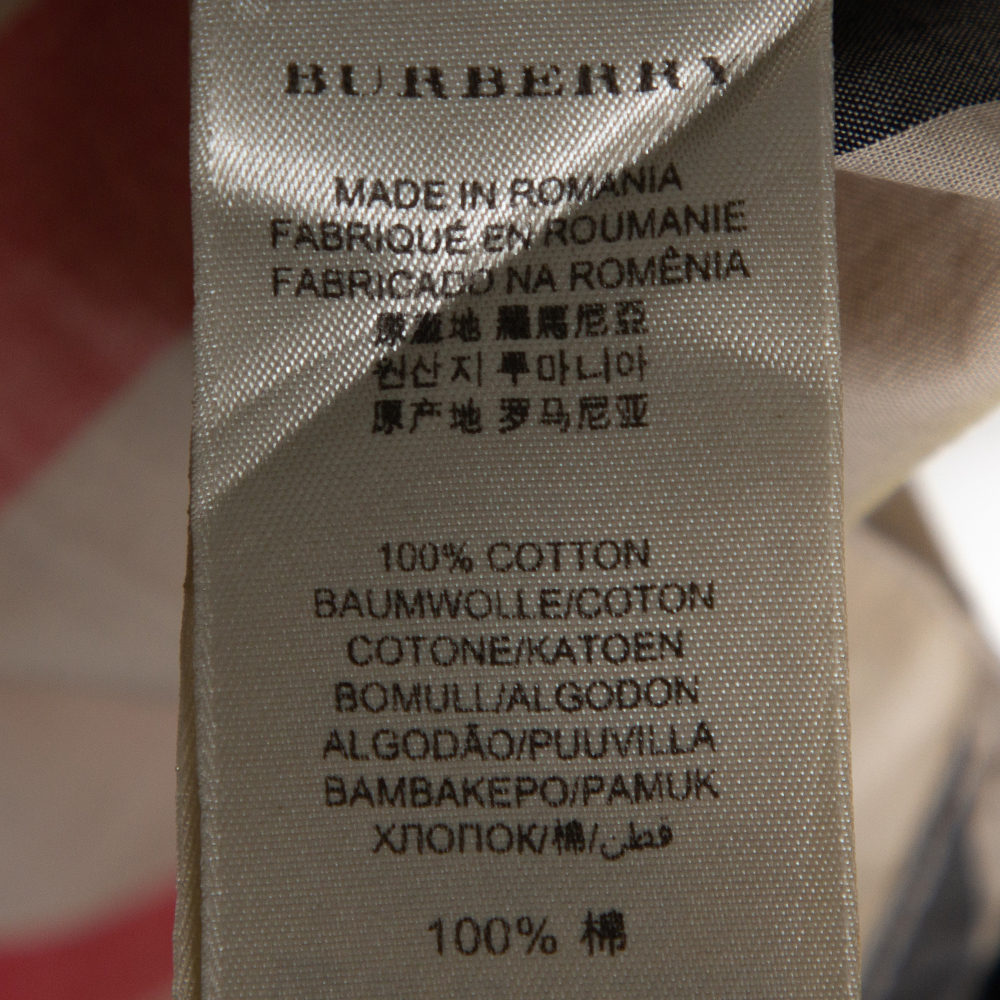 BURBERRY
MADE IN ROMANIA
FABRIQUÉ EN ROUMANIE
FABRICADO NA ROMÊNIA
原產地 羅馬尼亞
원산지 루마니아
原产地 罗马尼亚
100% COTTON
BAUMWOLLE/COTON
COTONE/KATOEN
BOMULL/ALGODON
ALGODÃO/PUUVILLA
BAMBAKEPO/PAMUK
ХЛОПОК/棉/قطن
100% 棉